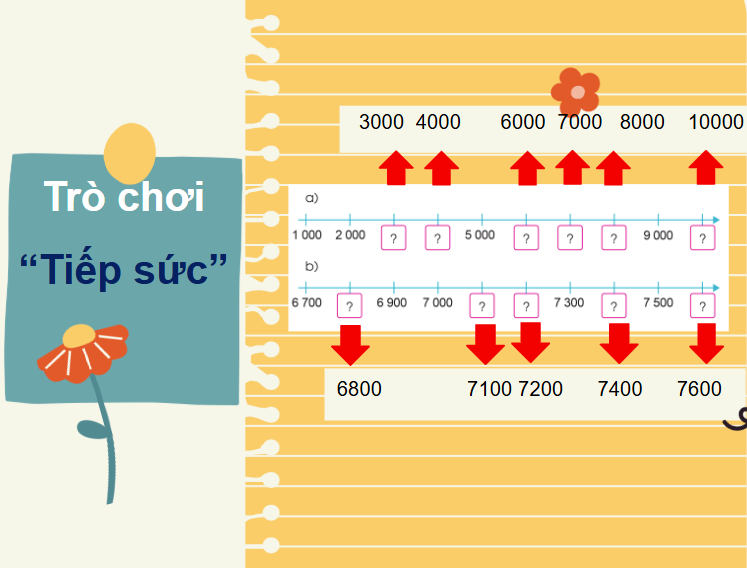 Trò chơi
“Tiếp sức”
3000 4000 6000 7000 8000 10000
a)
1 000 2 000 ? ? 5 000 ? ? ? 9 000 ?
b)
6 700 ? 6 900 7 000 ? ? 7 300 ? 7 500 ?
6800 7100 7200 7400 7600